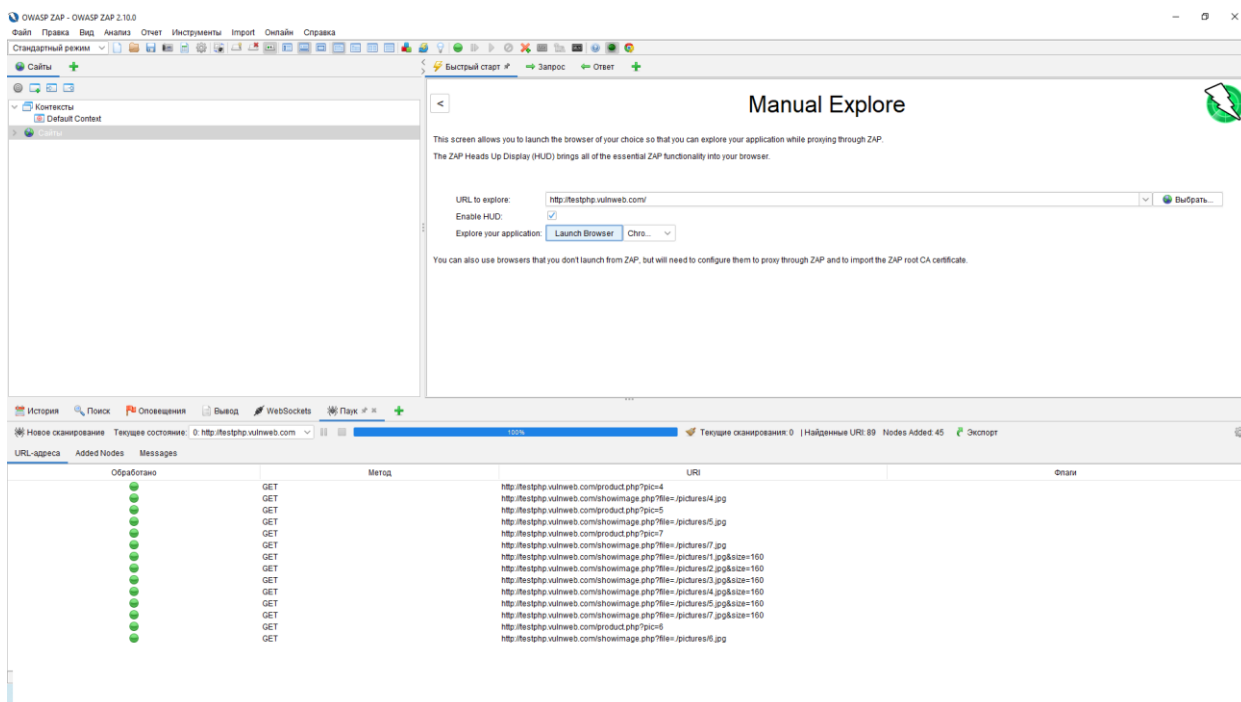 OWASP ZAP - OWASP ZAP 2.10.0
Файл Правка Вид Анализ Отчет Инструменты Import Онлайн Справка
Стандартный режим
Сайты
Быстрый старт Запрос Ответ
Контексты
Default Context
Сайты
<
Manual Explore
This screen allows you to launch the browser of your choice so that you can explore your application while proxying through ZAP.
The ZAP Heads Up Display (HUD) brings all of the essential ZAP functionality into your browser.
URL to explore: http://testphp.vulnweb.com/ Выбрать...
Enable HUD:
Explore your application: Launch Browser Chro...
You can also use browsers that you don't launch from ZAP, but will need to configure them to proxy through ZAP and to import the ZAP root CA certificate.
История Поиск Оповещения Вывод WebSockets Паук
Новое сканирование Текущее состояние: 0: http://testphp.vulnweb.com 100% Текущие сканирования: 0 | Найденные URI: 89 Nodes Added: 45 Экспорт
URL-адреса Added Nodes Messages
Обработано Метод URI Флаги
GET http://testphp.vulnweb.com/product.php?pic=4
GET http://testphp.vulnweb.com/showimage.php?file=./pictures/4.jpg
GET http://testphp.vulnweb.com/product.php?pic=5
GET http://testphp.vulnweb.com/showimage.php?file=./pictures/5.jpg
GET http://testphp.vulnweb.com/product.php?pic=7
GET http://testphp.vulnweb.com/showimage.php?file=./pictures/7.jpg
GET http://testphp.vulnweb.com/showimage.php?file=./pictures/1.jpg&size=160
GET http://testphp.vulnweb.com/showimage.php?file=./pictures/2.jpg&size=160
GET http://testphp.vulnweb.com/showimage.php?file=./pictures/3.jpg&size=160
GET http://testphp.vulnweb.com/showimage.php?file=./pictures/4.jpg&size=160
GET http://testphp.vulnweb.com/showimage.php?file=./pictures/5.jpg&size=160
GET http://testphp.vulnweb.com/showimage.php?file=./pictures/7.jpg&size=160
GET http://testphp.vulnweb.com/product.php?pic=6
GET http://testphp.vulnweb.com/showimage.php?file=./pictures/6.jpg